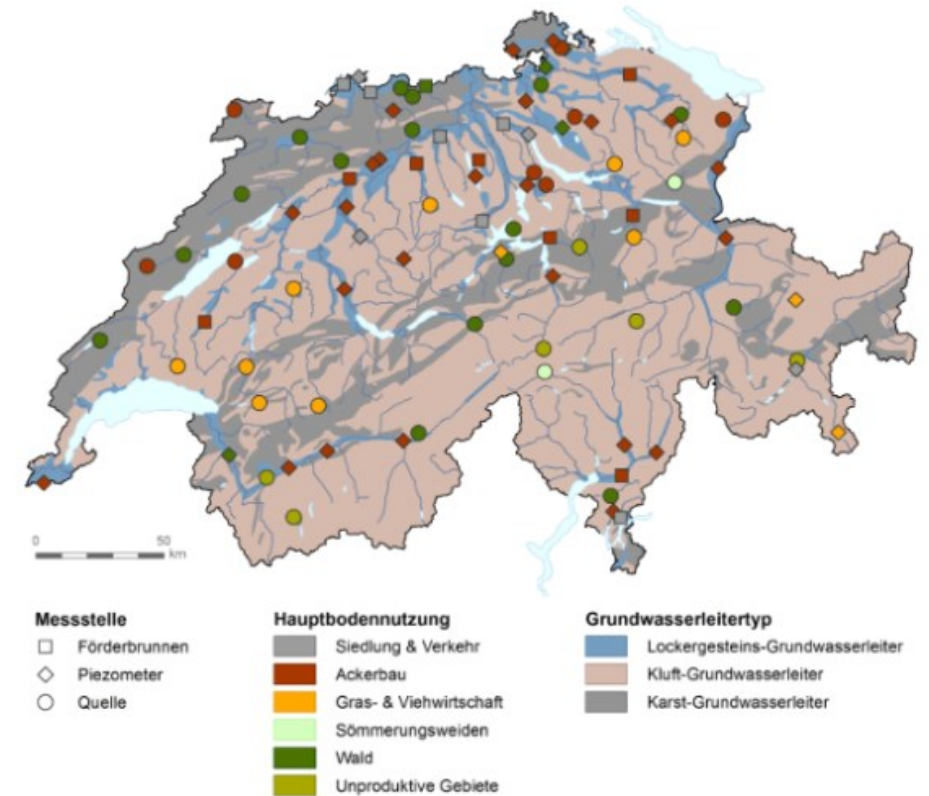 0 50
km
Messstelle
Förderbrunnen
Piezometer
Quelle
Hauptbodennutzung
Siedlung & Verkehr
Ackerbau
Gras- & Viehwirtschaft
Sömmerungsweiden
Wald
Unproduktive Gebiete
Grundwasserleitertyp
Lockergesteins-Grundwasserleiter
Kluft-Grundwasserleiter
Karst-Grundwasserleiter